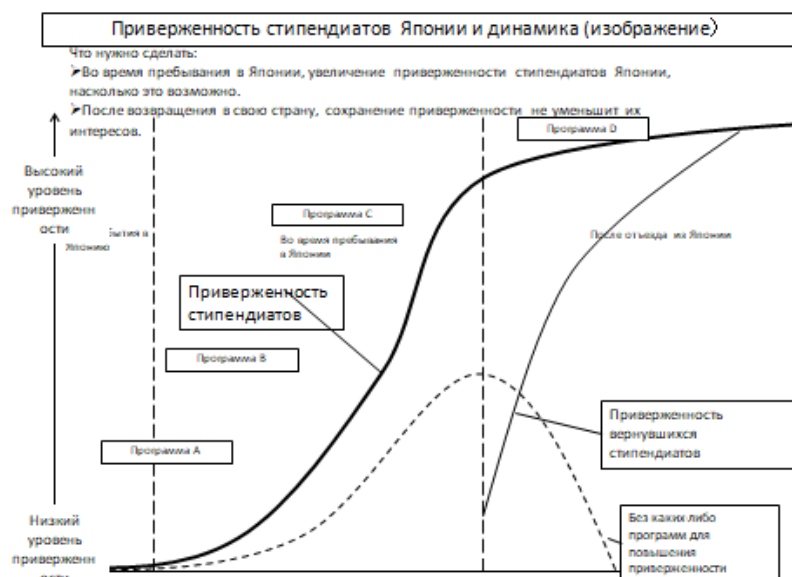 Приверженность стипендиатов Японии и динамика (изображение)
Что нужно сделать:
➤Во время пребывания в Японии, увеличение приверженности стипендиатов Японии,
насколько это возможно.
➤После возвращения в свою страну, сохранение приверженности не уменьшит их
интересов.
Программа D
Высокий
уровень
приверженн
ости
бытия в
Японию
Программа C
Во время пребывания
в Японии
После отъезда из Японии
Приверженность
стипендиатов
Программа B
Приверженность
вернувшихся
стипендиатов
Программа A
Низкий
уровень
приверженн
ости
Без каких-либо
программ для
повышения
приверженности